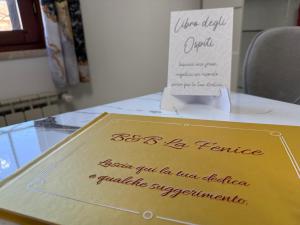 Libro degli
Ospiti
B&B La Fenice
Lascia qui la tua dedica
e qualche suggerimento.